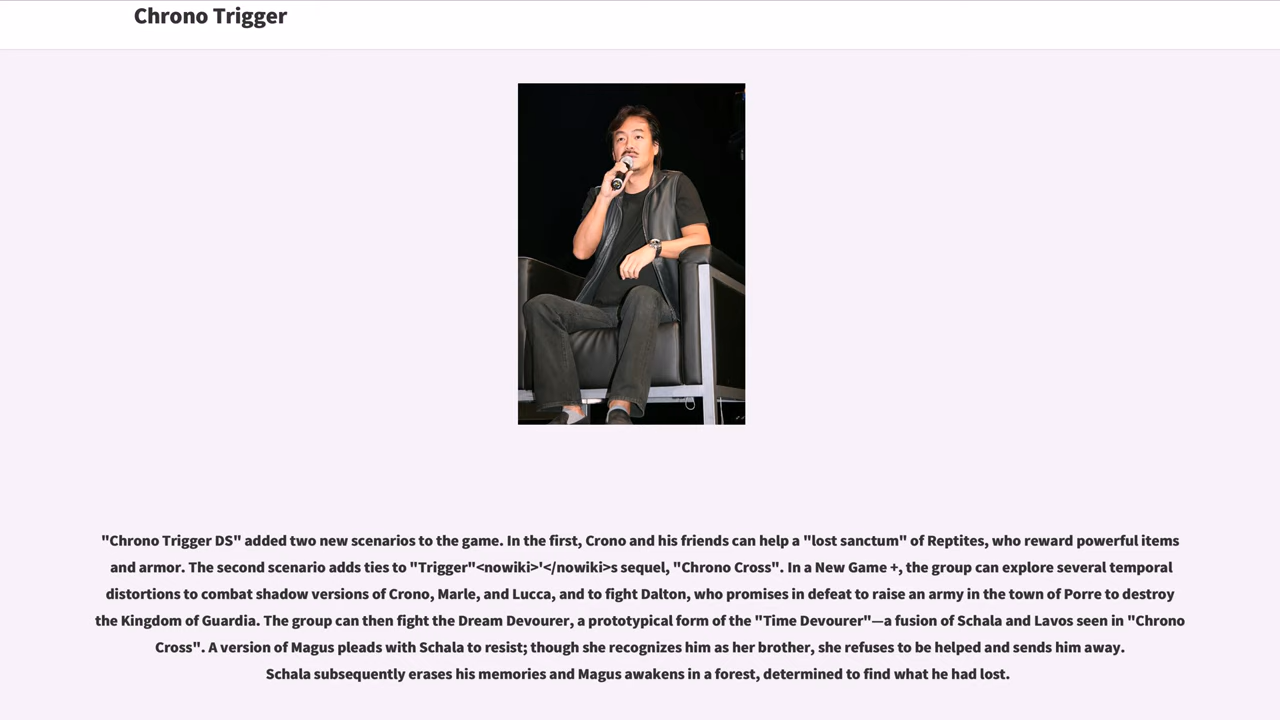 Chrono Trigger
"Chrono Trigger DS" added two new scenarios to the game. In the first, Crono and his friends can help a "lost sanctum" of Reptites, who reward powerful items
and armor. The second scenario adds ties to "Trigger"<nowiki>'</nowiki>s sequel, "Chrono Cross". In a New Game +, the group can explore several temporal
distortions to combat shadow versions of Crono, Marle, and Lucca, and to fight Dalton, who promises in defeat to raise an army in the town of Porre to destroy
the Kingdom of Guardia. The group can then fight the Dream Devourer, a prototypical form of the "Time Devourer"—a fusion of Schala and Lavos seen in "Chrono
Cross". A version of Magus pleads with Schala to resist; though she recognizes him as her brother, she refuses to be helped and sends him away.
Schala subsequently erases his memories and Magus awakens in a forest, determined to find what he had lost.